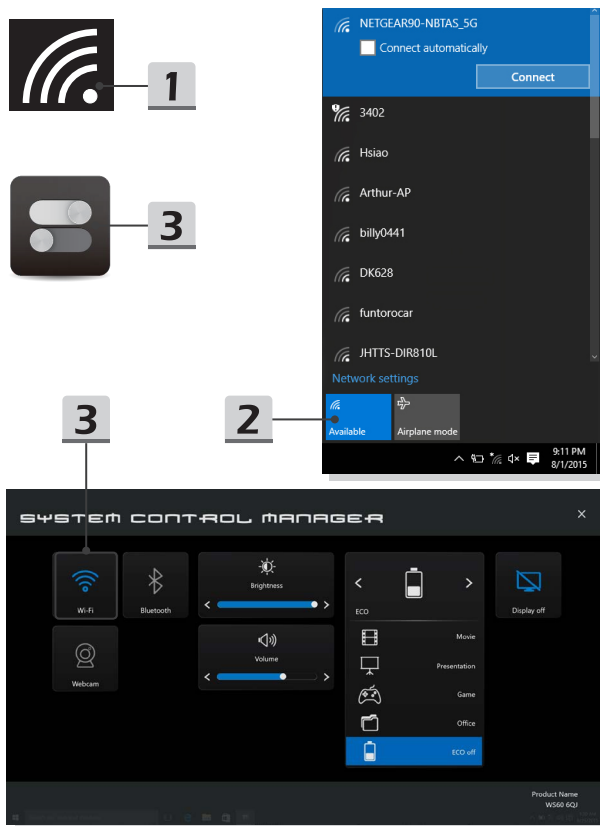 1
3
NETGEAR90-NBTAS_5G
Connect automatically
Connect
3402
Hsiao
Arthur-AP
billy0441
DK628
funtorocar
JHTTS-DIR810L
Network settings
Available
Airplane mode
9:11 PM
8/1/2015
2
3
SYSTEM CONTROL MANAGER
Wi-Fi
Bluetooth
Brightness
ECO
Display off
Webcam
Volume
Movie
Presentation
Game
Office
ECO off
Product Name
WS60 6QJ